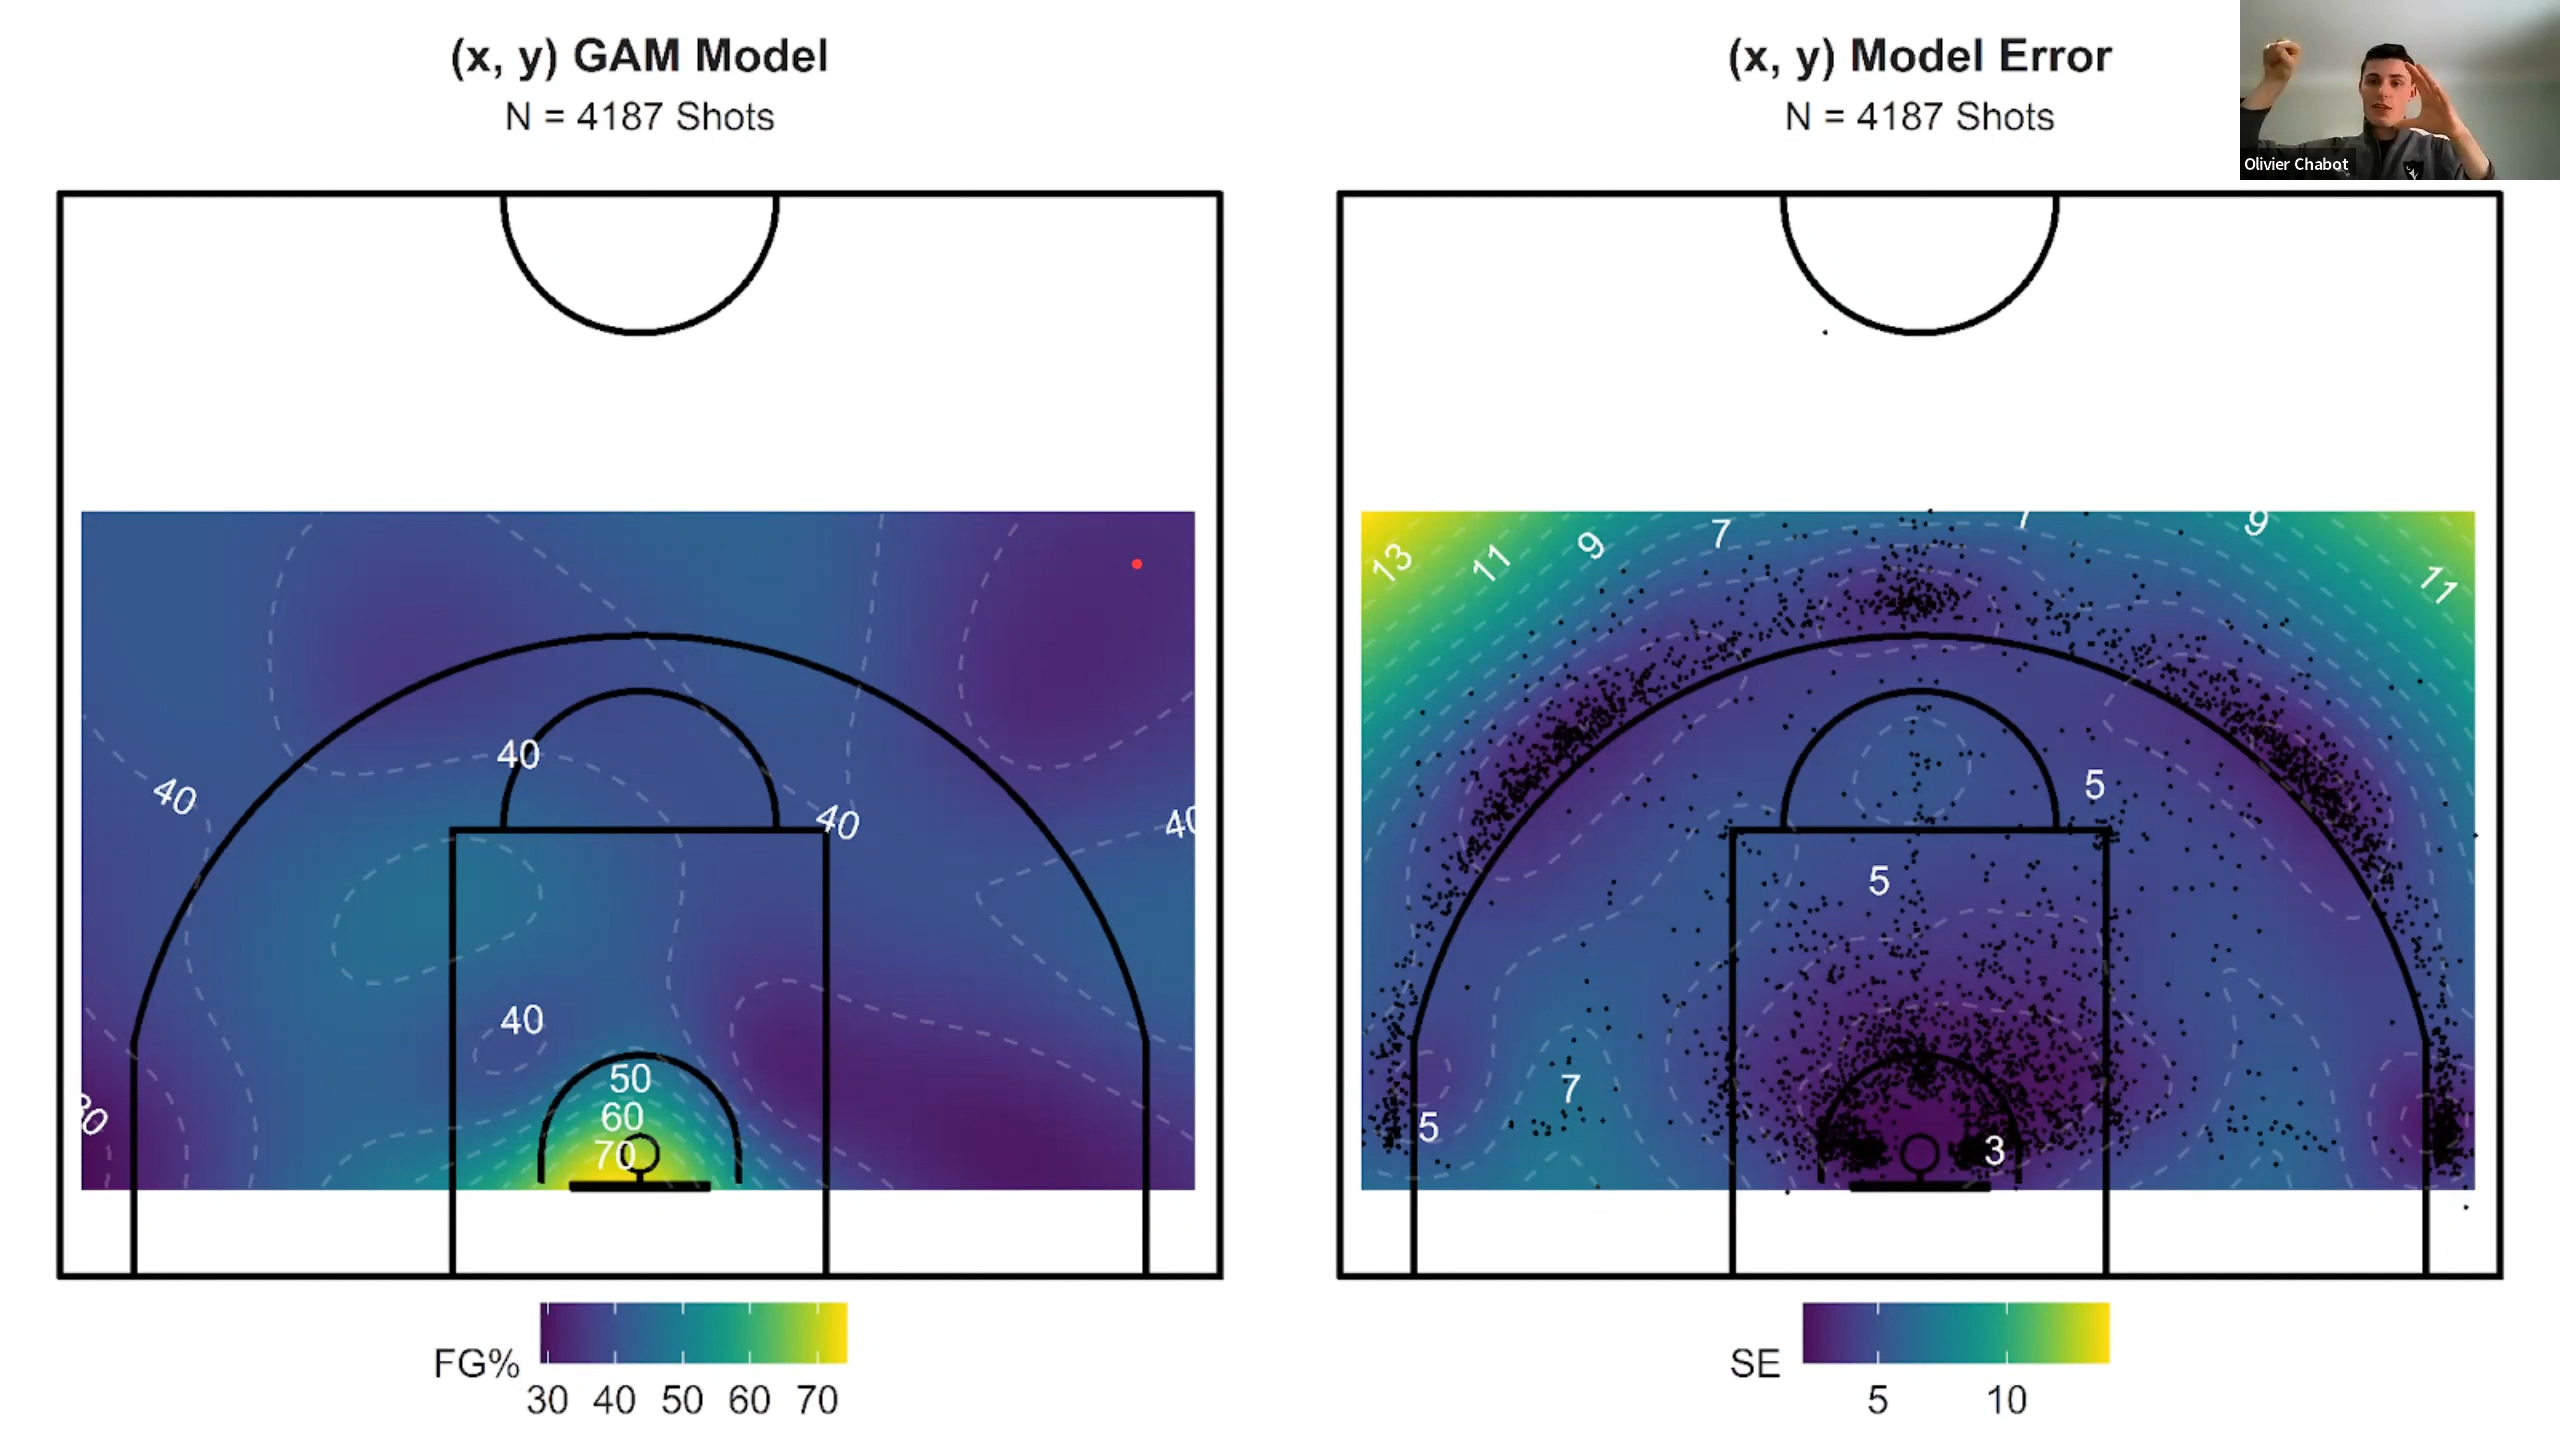 (x, y) GAM Model
N = 4187 Shots
40
40
40
40
40
30
50
60
70
FG%
30 40 50 60 70
(x, y) Model Error
N = 4187 Shots
13
11
9
7
7
9
11
5
5
7
5
3
SE
5 10
Olivier Chabot